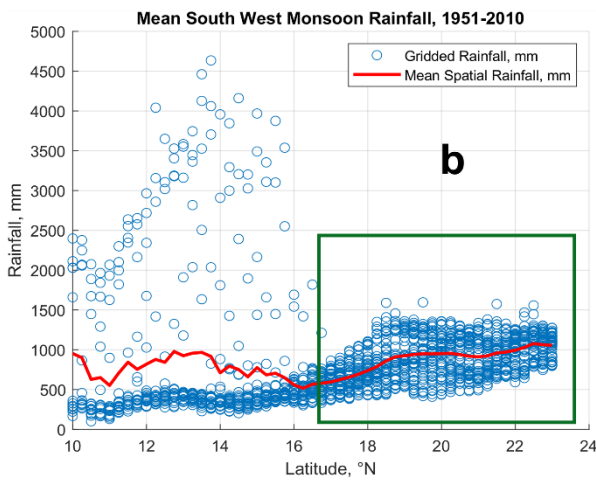 Mean South West Monsoon Rainfall, 1951-2010
Gridded Rainfall, mm
Mean Spatial Rainfall, mm
b
Rainfall, mm
5000
4500
4000
3500
3000
2500
2000
1500
1000
500
0
10 12 14 16 18 20 22 24
Latitude, °N